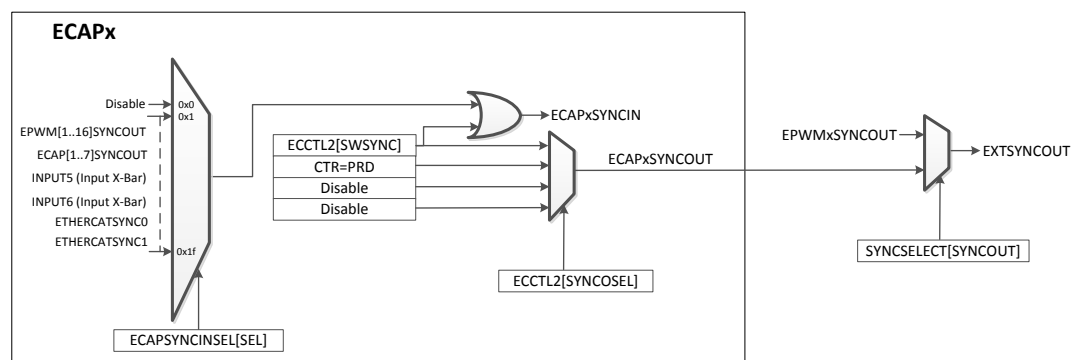 ECAPx
Disable
0x0
0x1
EPWM[1..16]SYNCOUT
ECAP[1..7]SYNCOUT
INPUT5 (Input X-Bar)
INPUT6 (Input X-Bar)
ETHERCATSYNC0
ETHERCATSYNC1
0x1f
ECAPSYNCINSEL[SEL]
ECAPxSYNCIN
ECCTL2[SWSYNC]
CTR=PRD
Disable
Disable
ECCTL2[SYNCOSEL]
ECAPxSYNCOUT
EPWMxSYNCOUT
EXTSYNCOUT
SYNCSELECT[SYNCOUT]